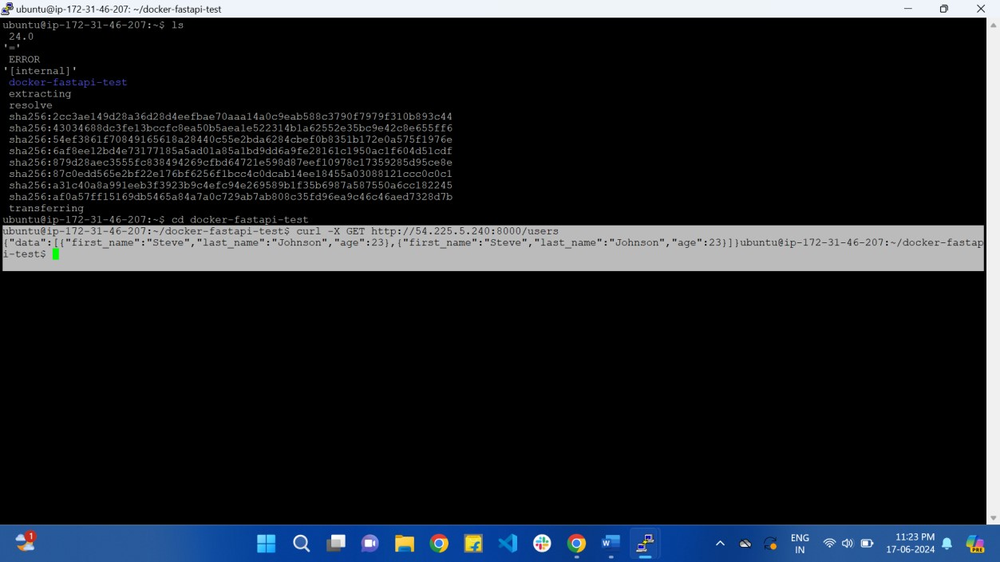 ubuntu@ip-172-31-46-207: ~/docker-fastapi-test
ubuntu@ip-172-31-46-207:~$ ls
24.0
'='
ERROR
'[internal]'
docker-fastapi-test
extracting
resolve
sha256:2cc3ae149d28a36d28d4eefbae70aaa14a0c9eab588c3790f7979f310b893c44
sha256:43034688dc3fe13bccfc8ea50b5aea1e522314b1a62552e35bc9e42c8e655ff6
sha256:54ef3861f70849165618a28440c55e2bda6284cbef0b8351b172e0a575f1976e
sha256:6af8ee12bd4e73177185a5ad01a85a1bd9dd6a9fe28161c1950ac1f604d51cdf
sha256:879d28aec3555fc838494269cfbd64721e598d87eef10978c17359285d95ce8e
sha256:87c0edd565e2bf22e176bf6256f1bcc4c0dcab14ee18455a03088121ccc0c0c1
sha256:a31c40a8a991eeb3f3923b9c4efc94e269589b1f35b6987a587550a6cc182245
sha256:af0a57ff15169db5465a84a7a0c729ab7ab808c35fd96ea9c46c46aed7328d7b
transferring
ubuntu@ip-172-31-46-207:~$ cd docker-fastapi-test
ubuntu@ip-172-31-46-207:~/docker-fastapi-test$ curl -X GET http://54.225.5.240:8000/users
{"data":[{"first_name":"Steve","last_name":"Johnson","age":23},{"first_name":"Steve","last_name":"Johnson","age":23}]}ubuntu@ip-172-31-46-207:~/docker-fastap
i-test$
1
ENG
IN
11:23 PM
17-06-2024
PRE